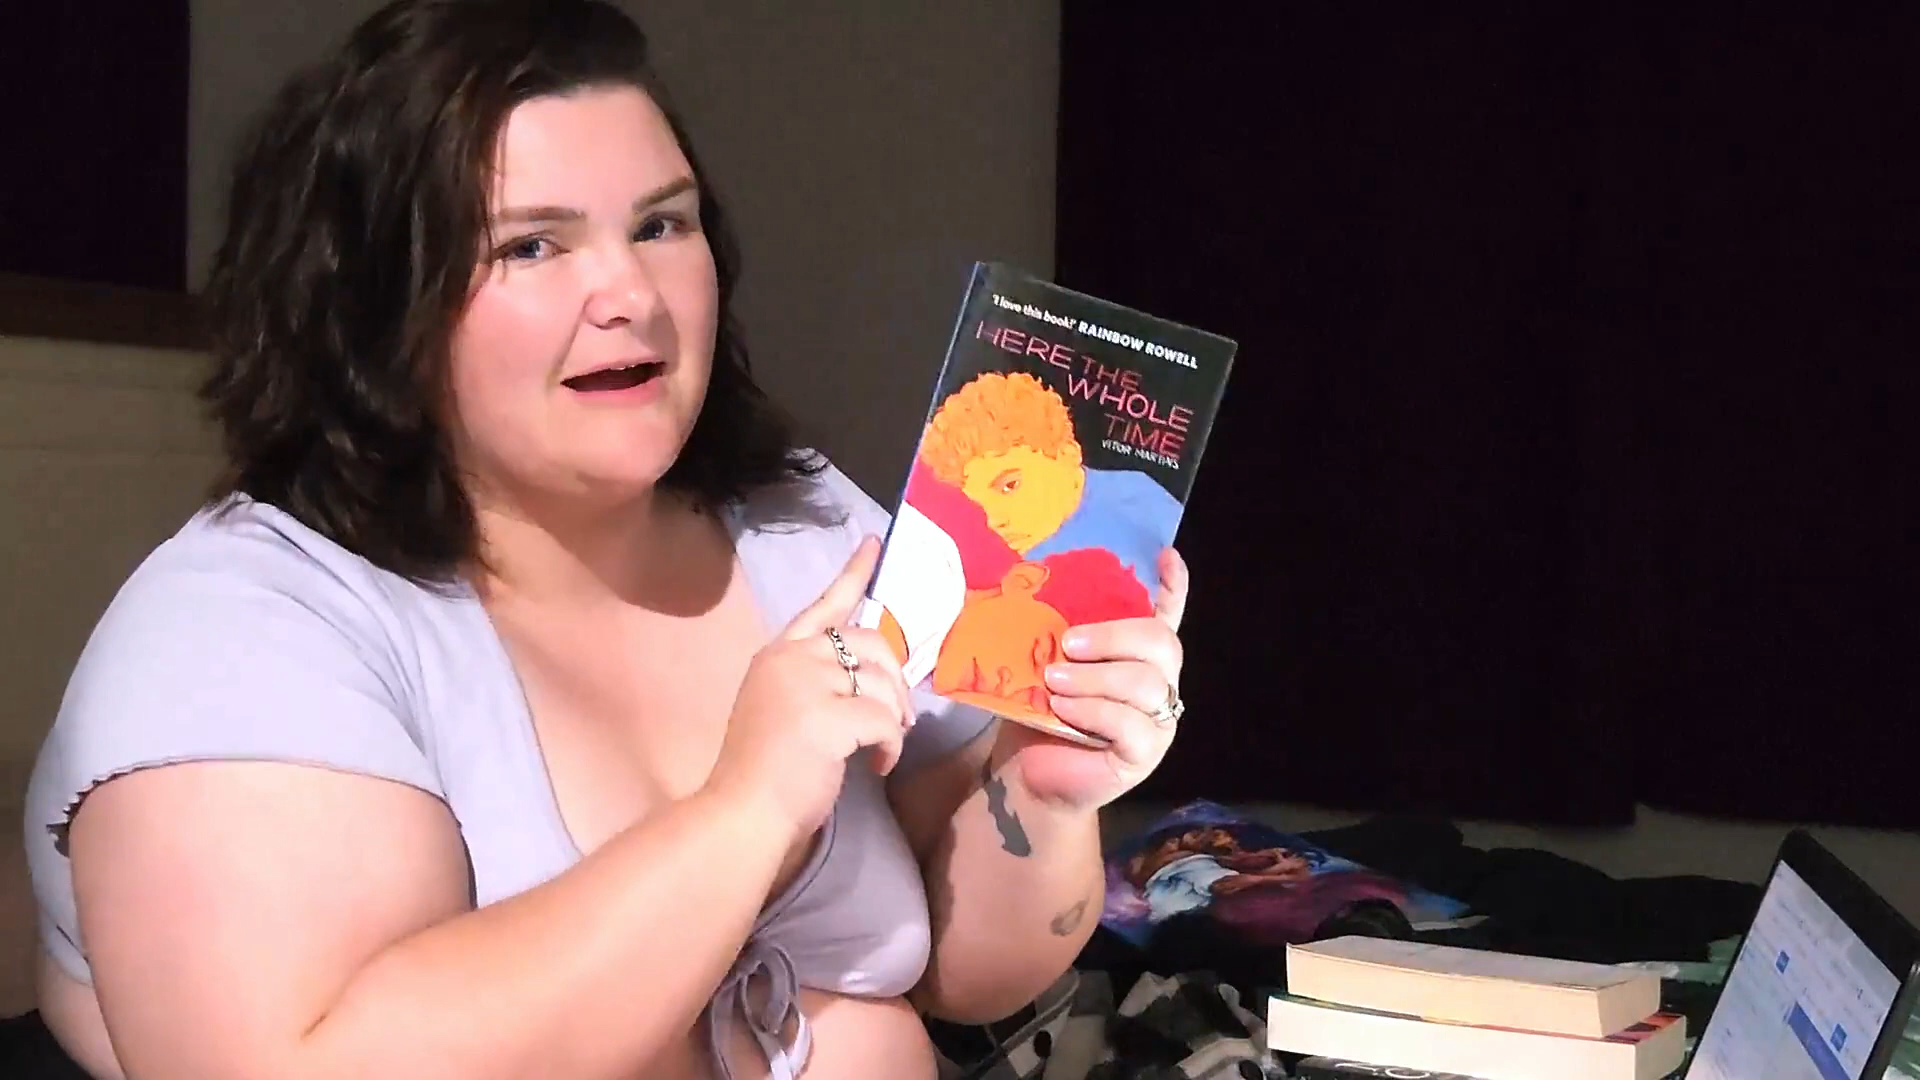 'I love this book!' RAINBOW ROWELL
HERE THE
WHOLE
TIME
VITOR MARTINS